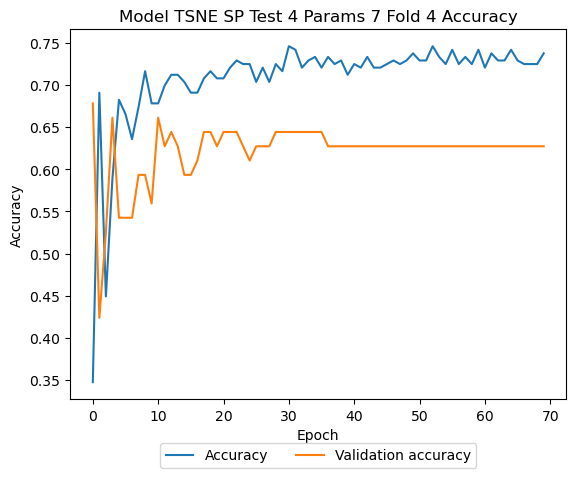 Model TSNE SP Test 4 Params 7 Fold 4 Accuracy
0.75
0.70
0.65
0.60
0.55
0.50
0.45
0.40
0.35
Accuracy
0 10 20 30 40 50 60 70
Epoch
Accuracy Validation accuracy